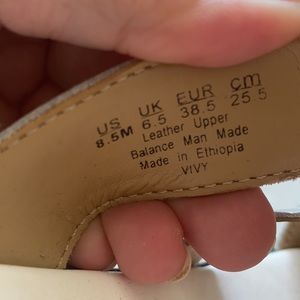 US UK EUR cm
8.5M 6.5 38.5 25.5
Leather Upper
Balance Man Made
Made in Ethiopia
VIVY